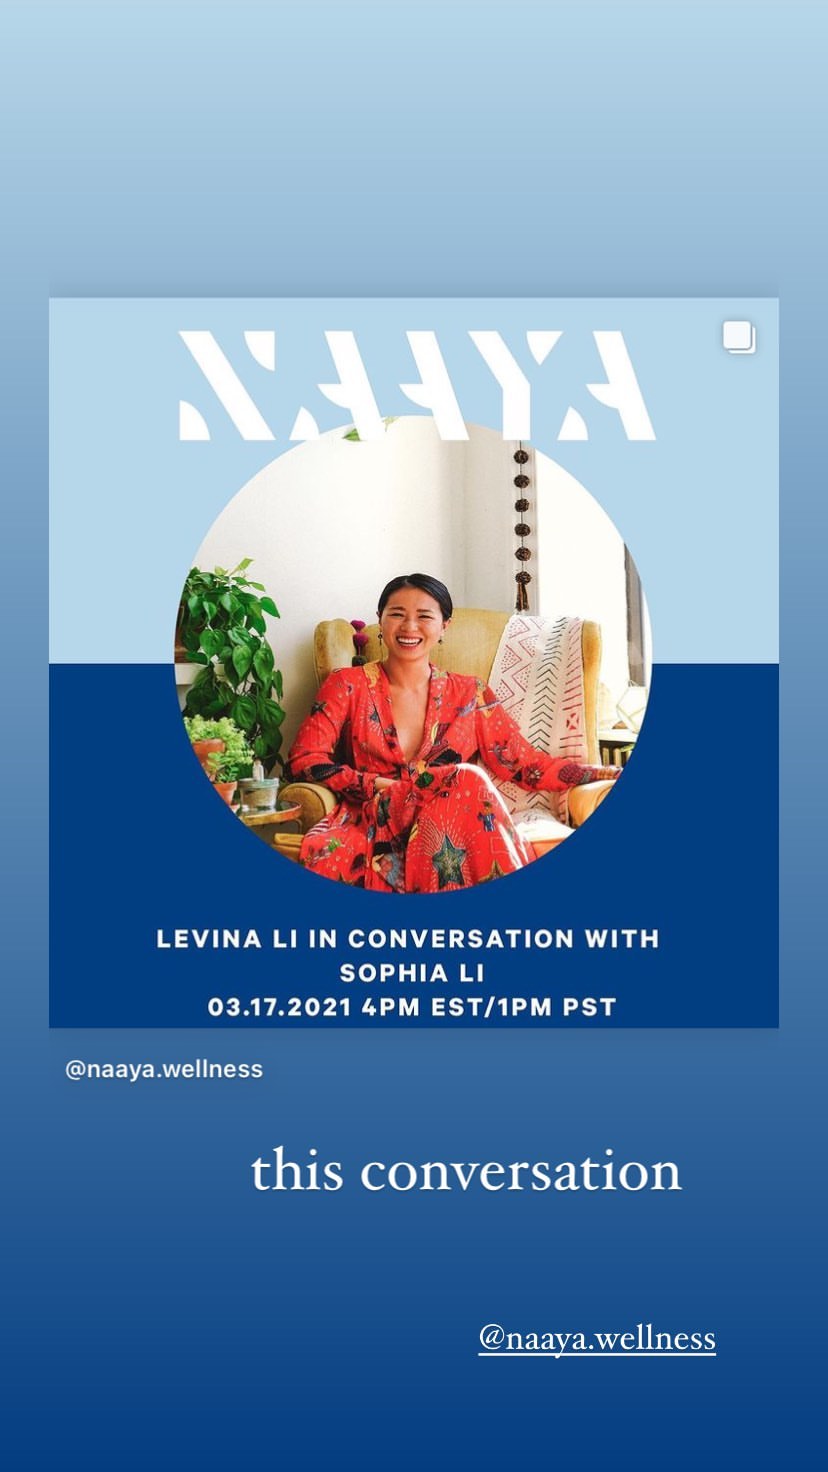 NAAYA
LEVINA LI IN CONVERSATION WITH
SOPHIA LI
03.17.2021 4PM EST/1PM PST
@naaya.wellness
this conversation
@naaya.wellness